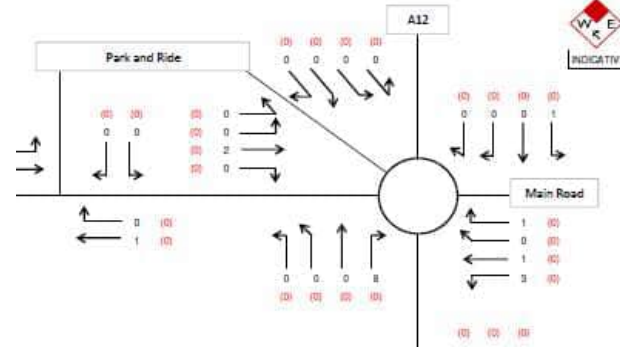 A12
W E
INDICATIV
Park and Ride
(0) (0) (0) (0)
0 0 0 0
(0) (0)
0 0
(0) 0
(0) 0
(0) 2
(0) 0
(0) (0) (0) (0)
0 0 0 1
Main Road
0 (0)
1 (0)
1 (0)
0 (0)
1 (0)
3 (0)
0 0 0 8
(0) (0) (0) (0)
(0) (0) (0)